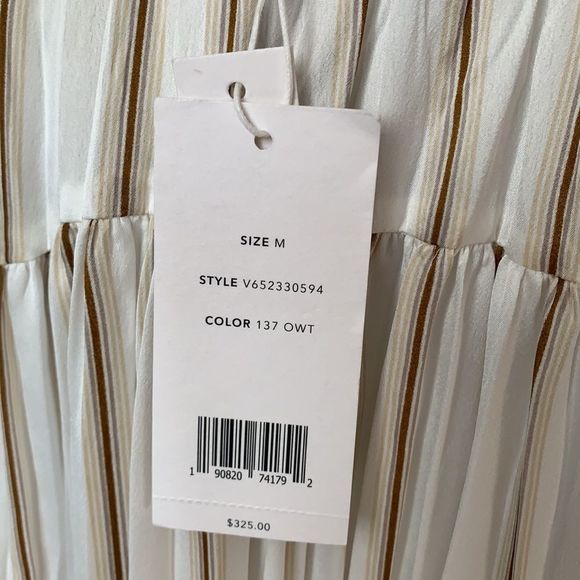 SIZE M
STYLE V652330594
COLOR 137 OWT
1 90820 74179 2
$325.00